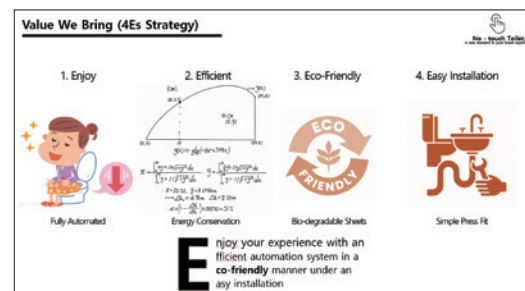 Value We Bring (4Es Strategy)
No - touch Toilet
1. Enjoy
2. Efficient
3. Eco-Friendly
4. Easy Installation
ECO
FRIENDLY
Fully Automated
Energy Conservation
Bio-degradable Sheets
Simple Press Fit
E
njoy your experience with an
fficient automation system in a
co-friendly manner under an
asy installation